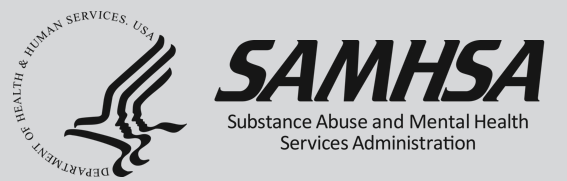 DEPARTMENT OF HEALTH & HUMAN SERVICES. USA
SAMHSA
Substance Abuse and Mental Health
Services Administration